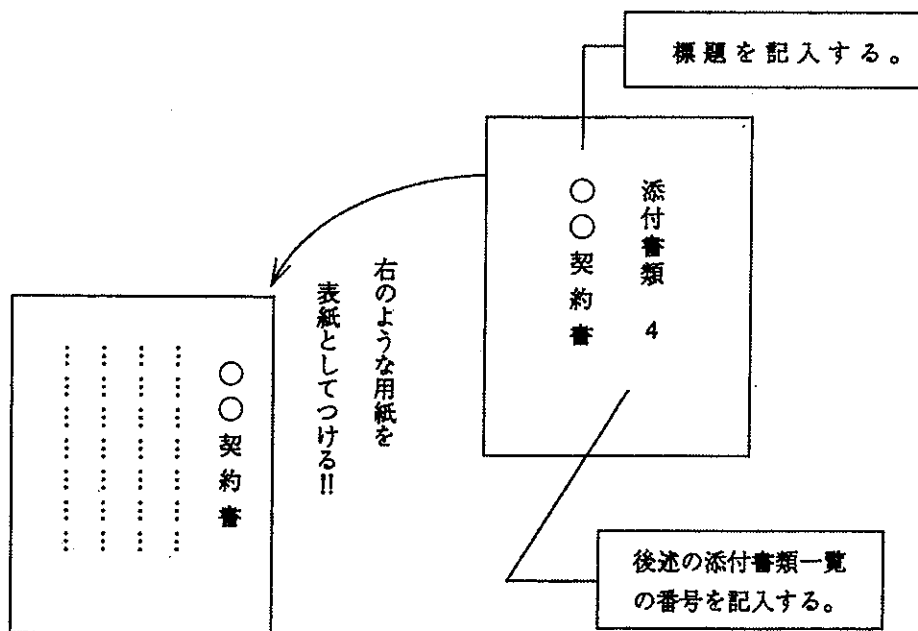 標題を記入する。
添付書類 4
○○契約書
右のような用紙を
表紙としてつける!!
○○契約書
後述の添付書類一覧
の番号を記入する。